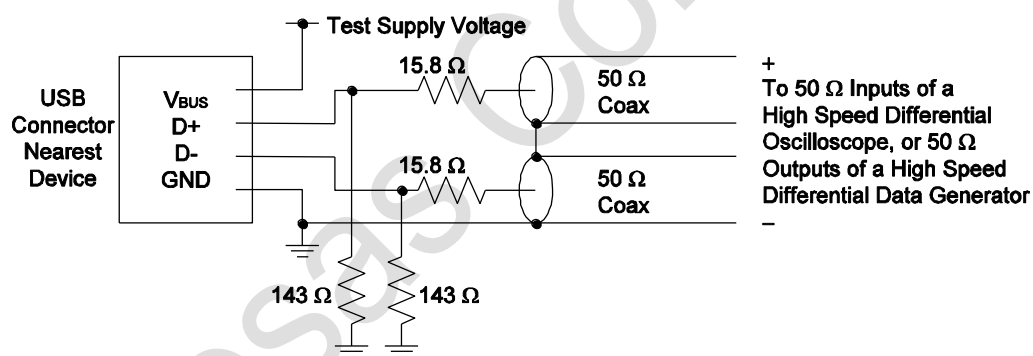 Test Supply Voltage
USB
Connector
Nearest
Device
VBUS
D+
D-
GND
15.8 Ω
50 Ω
Coax
15.8 Ω
50 Ω
Coax
143 Ω
143 Ω
+
To 50 Ω Inputs of a
High Speed Differential
Oscilloscope, or 50 Ω
Outputs of a High Speed
Differential Data Generator
−